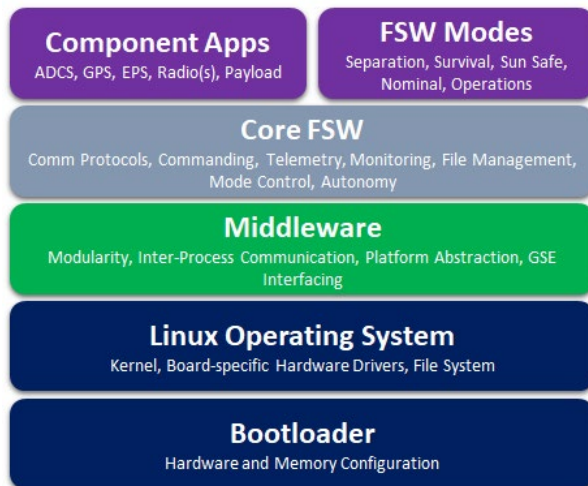 Component Apps
ADCS, GPS, EPS, Radio(s), Payload
FSW Modes
Separation, Survival, Sun Safe,
Nominal, Operations
Core FSW
Comm Protocols, Commanding, Telemetry, Monitoring, File Management,
Mode Control, Autonomy
Middleware
Modularity, Inter-Process Communication, Platform Abstraction, GSE
Interfacing
Linux Operating System
Kernel, Board-specific Hardware Drivers, File System
Bootloader
Hardware and Memory Configuration